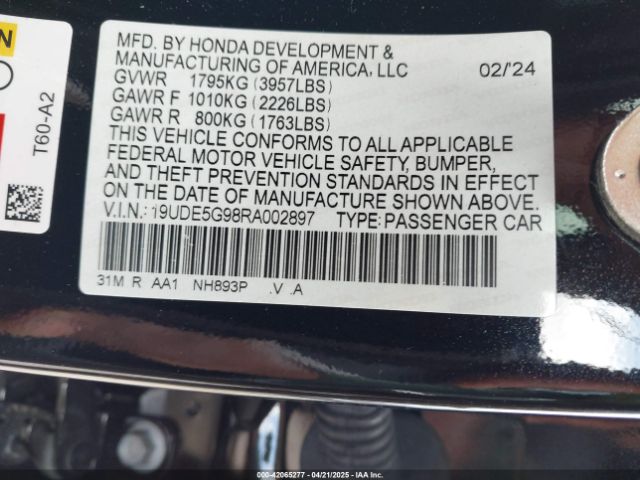 MFD. BY HONDA DEVELOPMENT &
MANUFACTURING OF AMERICA, LLC 02/'24
GVWR 1795KG (3957LBS)
GAWR F 1010KG (2226LBS)
GAWR R 800KG (1763LBS)
THIS VEHICLE CONFORMS TO ALL APPLICABLE
FEDERAL MOTOR VEHICLE SAFETY, BUMPER,
AND THEFT PREVENTION STANDARDS IN EFFECT
ON THE DATE OF MANUFACTURE SHOWN ABOVE.
V.I.N.: 19UDE5G98RA002897 TYPE:PASSENGER CAR
31M R AA1 NH893P .V .A
T60-A2
000-42065277 - 04/21/2025 - IAAI, Inc.